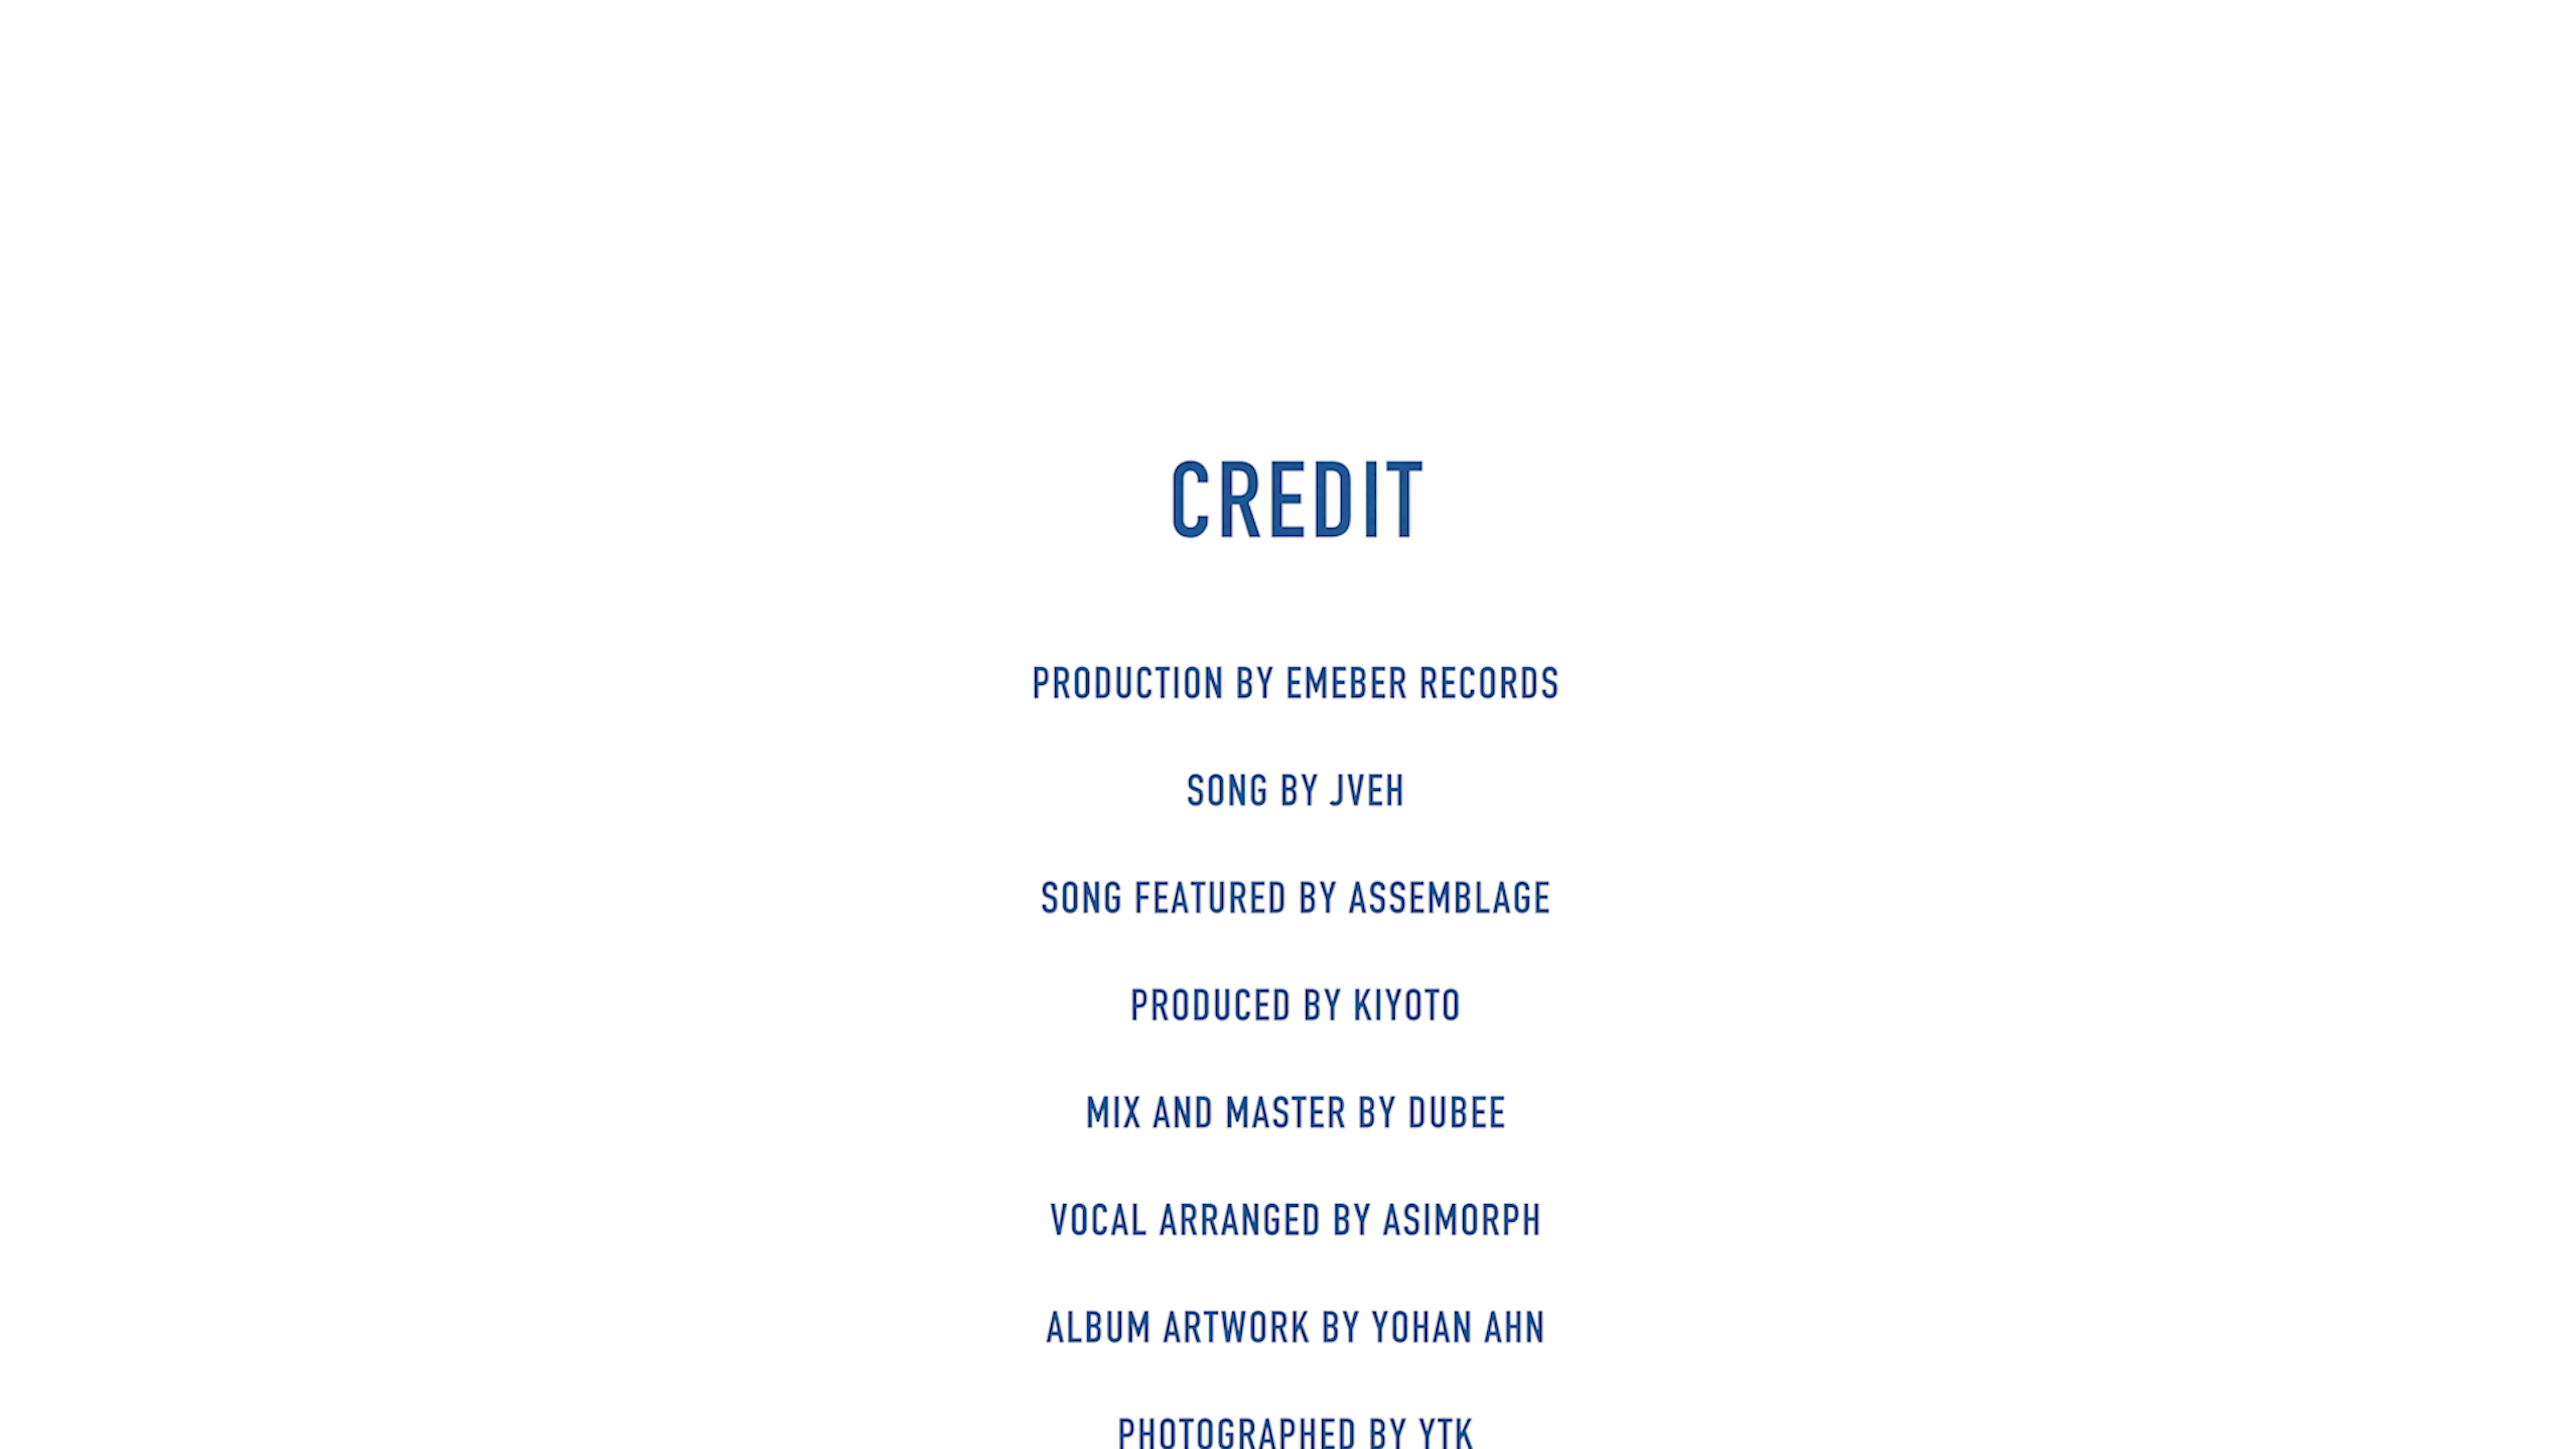 CREDIT
PRODUCTION BY EMEBER RECORDS
SONG BY JVEH
SONG FEATURED BY ASSEMBLAGE
PRODUCED BY KIYOTO
MIX AND MASTER BY DUBEE
VOCAL ARRANGED BY ASIMORPH
ALBUM ARTWORK BY YOHAN AHN
PHOTOGRAPHED BY YTK